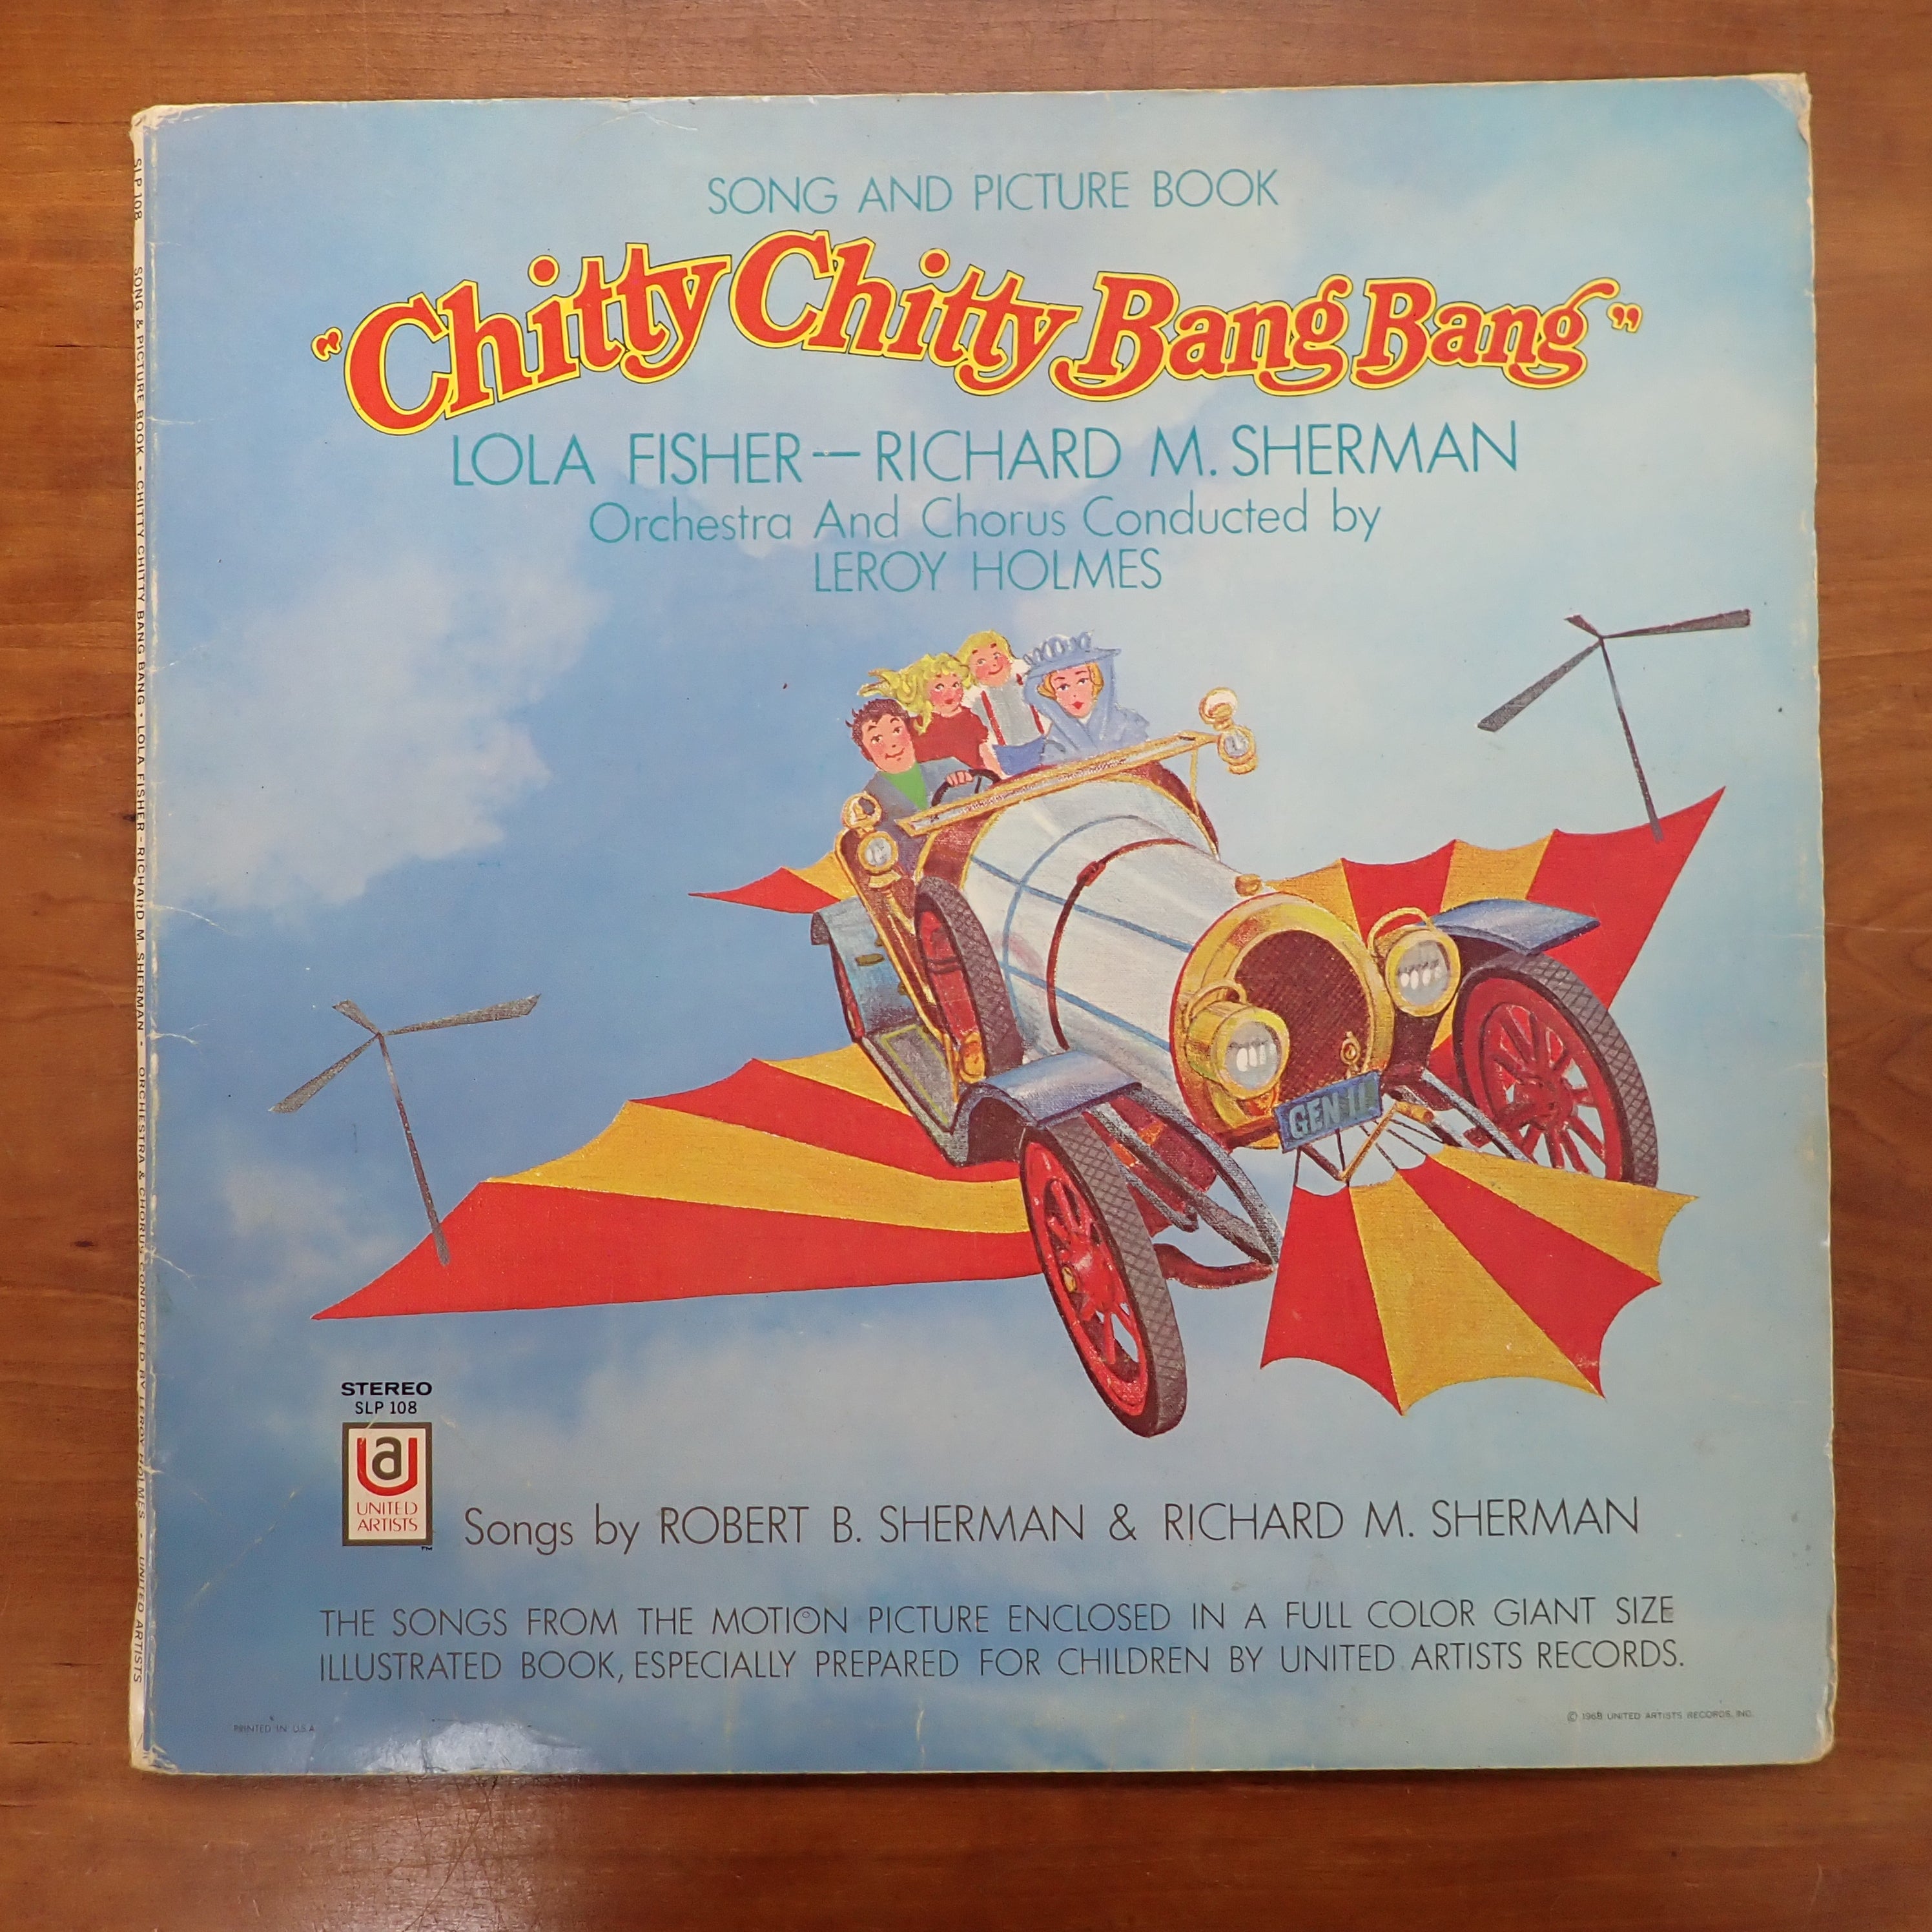 SONG AND PICTURE BOOK
"Chitty Chitty Bang Bang"
LOLA FISHER — RICHARD M. SHERMAN
Orchestra And Chorus Conducted by
LEROY HOLMES
GEN 11
STEREO
SLP 108
ua
UNITED
ARTISTS
TM
Songs by ROBERT B. SHERMAN & RICHARD M. SHERMAN
THE SONGS FROM THE MOTION PICTURE ENCLOSED IN A FULL COLOR GIANT SIZE
ILLUSTRATED BOOK, ESPECIALLY PREPARED FOR CHILDREN BY UNITED ARTISTS RECORDS.
PRINTED IN U.S.A.
© 1968 UNITED ARTISTS RECORDS, INC.
SLP 108 SONG & PICTURE BOOK • CHITTY CHITTY BANG BANG • LOLA FISHER - RICHARD M. SHERMAN • ORCHESTRA & CHORUS CONDUCTED BY LEROY HOLMES • UNITED ARTISTS